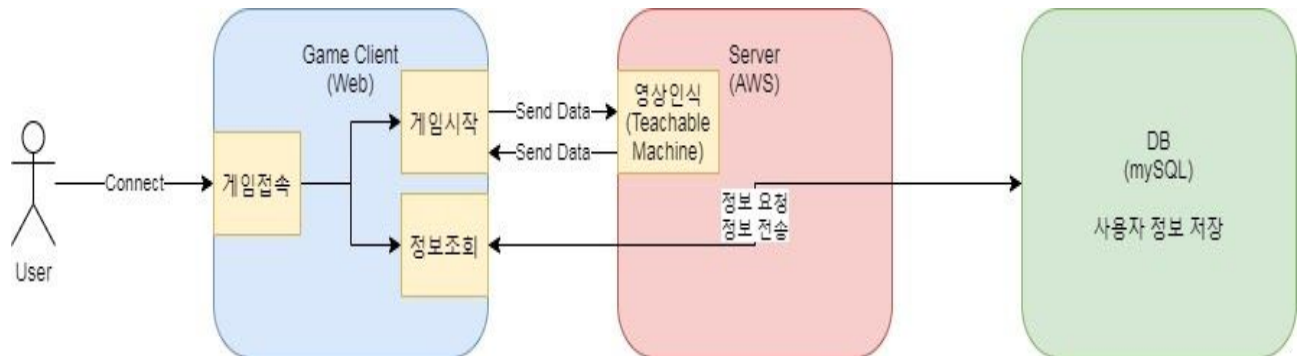 User
Connect
Game Client
(Web)
게임접속
게임시작
정보조회
Send Data
Send Data
Server
(AWS)
영상인식
(Teachable
Machine)
정보 요청
정보 전송
DB
(mySQL)
사용자 정보 저장